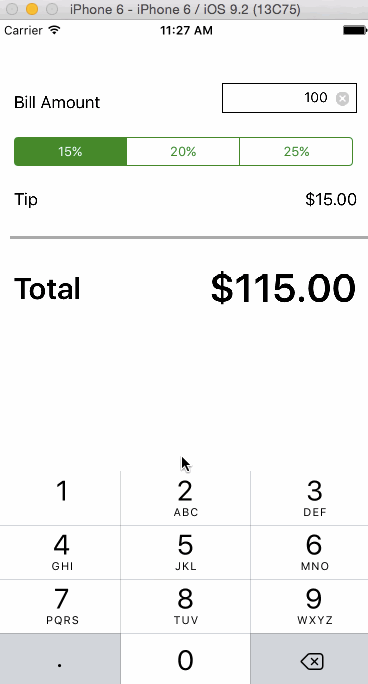 iPhone 6 - iPhone 6 / iOS 9.2 (13C75)
Carrier 11:27 AM
Bill Amount 100
15% 20% 25%
Tip $15.00
Total $115.00
1 2 3
ABC DEF
4 5 6
GHI JKL MNO
7 8 9
PQRS TUV WXYZ
. 0